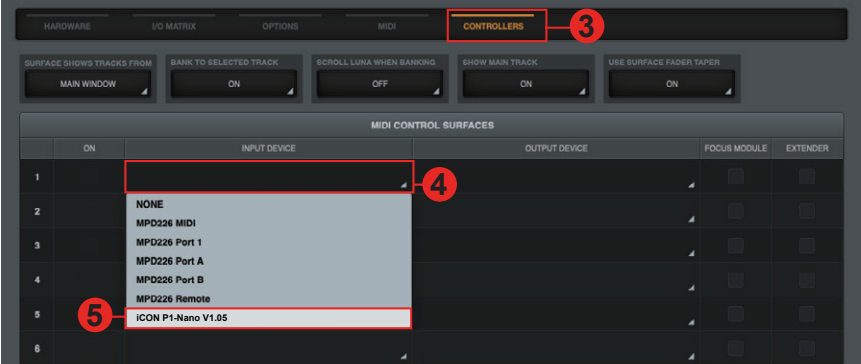 HARDWARE I/O MATRIX OPTIONS MIDI CONTROLLERS 3
SURFACE SHOWS TRACKS FROM BANK TO SELECTED TRACK SCROLL LUNA WHEN BANKING SHOW MAIN TRACK USE SURFACE FADER TAPER
MAIN WINDOW ON OFF ON ON
MIDI CONTROL SURFACES
ON INPUT DEVICE OUTPUT DEVICE FOCUS MODULE EXTENDER
1 4
NONE
2
MPD226 MIDI
MPD226 Port 1
3
MPD226 Port A
MPD226 Port B
4
MPD226 Remote
5 5 iCON P1-Nano V1.05
6